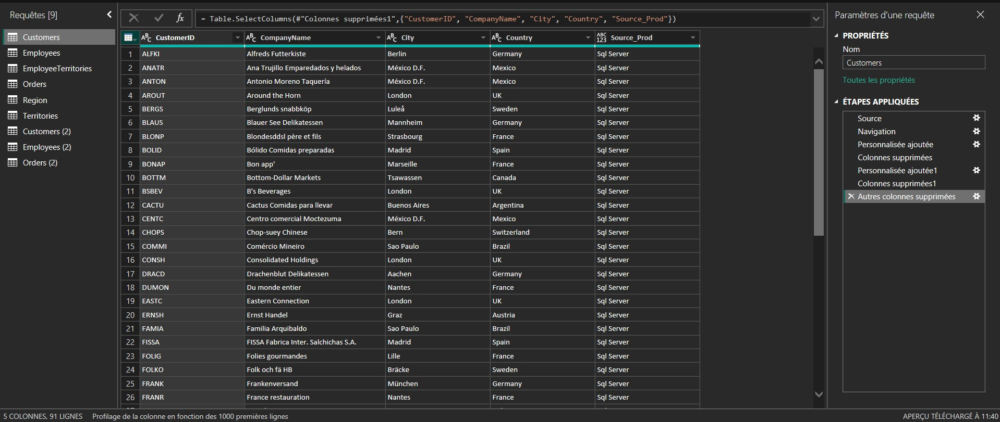 Requêtes [9]
Customers
Employees
EmployeeTerritories
Orders
Region
Territories
Customers (2)
Employees (2)
Orders (2)
fx
= Table.SelectColumns(#"Colonnes supprimées1",{"CustomerID", "CompanyName", "City", "Country", "Source_Prod"})
ABC CustomerID ABC CompanyName ABC City ABC Country ABC 123 Source_Prod
1 ALFKI Alfreds Futterkiste Berlin Germany Sql Server
2 ANATR Ana Trujillo Emparedados y helados México D.F. Mexico Sql Server
3 ANTON Antonio Moreno Taquería México D.F. Mexico Sql Server
4 AROUT Around the Horn London UK Sql Server
5 BERGS Berglunds snabbköp Luleå Sweden Sql Server
6 BLAUS Blauer See Delikatessen Mannheim Germany Sql Server
7 BLONP Blondesddsl père et fils Strasbourg France Sql Server
8 BOLID Bólido Comidas preparadas Madrid Spain Sql Server
9 BONAP Bon app' Marseille France Sql Server
10 BOTTM Bottom-Dollar Markets Tsawassen Canada Sql Server
11 BSBEV B's Beverages London UK Sql Server
12 CACTU Cactus Comidas para llevar Buenos Aires Argentina Sql Server
13 CENTC Centro comercial Moctezuma México D.F. Mexico Sql Server
14 CHOPS Chop-suey Chinese Bern Switzerland Sql Server
15 COMMI Comércio Mineiro Sao Paulo Brazil Sql Server
16 CONSH Consolidated Holdings London UK Sql Server
17 DRACD Drachenblut Delikatessen Aachen Germany Sql Server
18 DUMON Du monde entier Nantes France Sql Server
19 EASTC Eastern Connection London UK Sql Server
20 ERNSH Ernst Handel Graz Austria Sql Server
21 FAMIA Familia Arquibaldo Sao Paulo Brazil Sql Server
22 FISSA FISSA Fabrica Inter. Salchichas S.A. Madrid Spain Sql Server
23 FOLIG Folies gourmandes Lille France Sql Server
24 FOLKO Folk och fä HB Bräcke Sweden Sql Server
25 FRANK Frankenversand München Germany Sql Server
26 FRANR France restauration Nantes France Sql Server
Paramètres d'une requête
PROPRIÉTÉS
Nom
Customers
Toutes les propriétés
ÉTAPES APPLIQUÉES
Source
Navigation
Personnalisée ajoutée
Colonnes supprimées
Personnalisée ajoutée1
Colonnes supprimées1
Autres colonnes supprimées
5 COLONNES, 91 LIGNES Profilage de la colonne en fonction des 1000 premières lignes
APERÇU TÉLÉCHARGÉ À 11:40